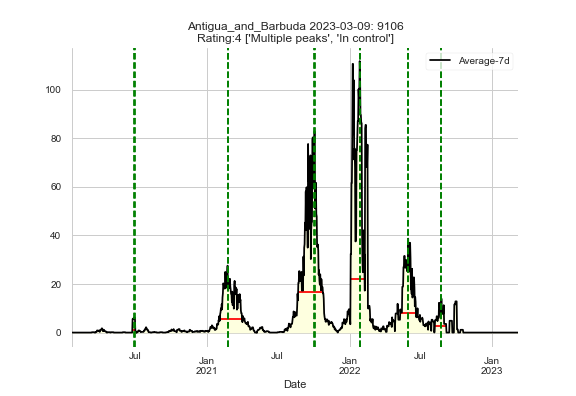 Antigua_and_Barbuda 2023-03-09: 9106
Rating:4 ['Multiple peaks', 'In control']
Average-7d
100
80
60
40
20
0
Jul
Jan
2021
Jul
Jan
2022
Jul
Jan
2023
Date